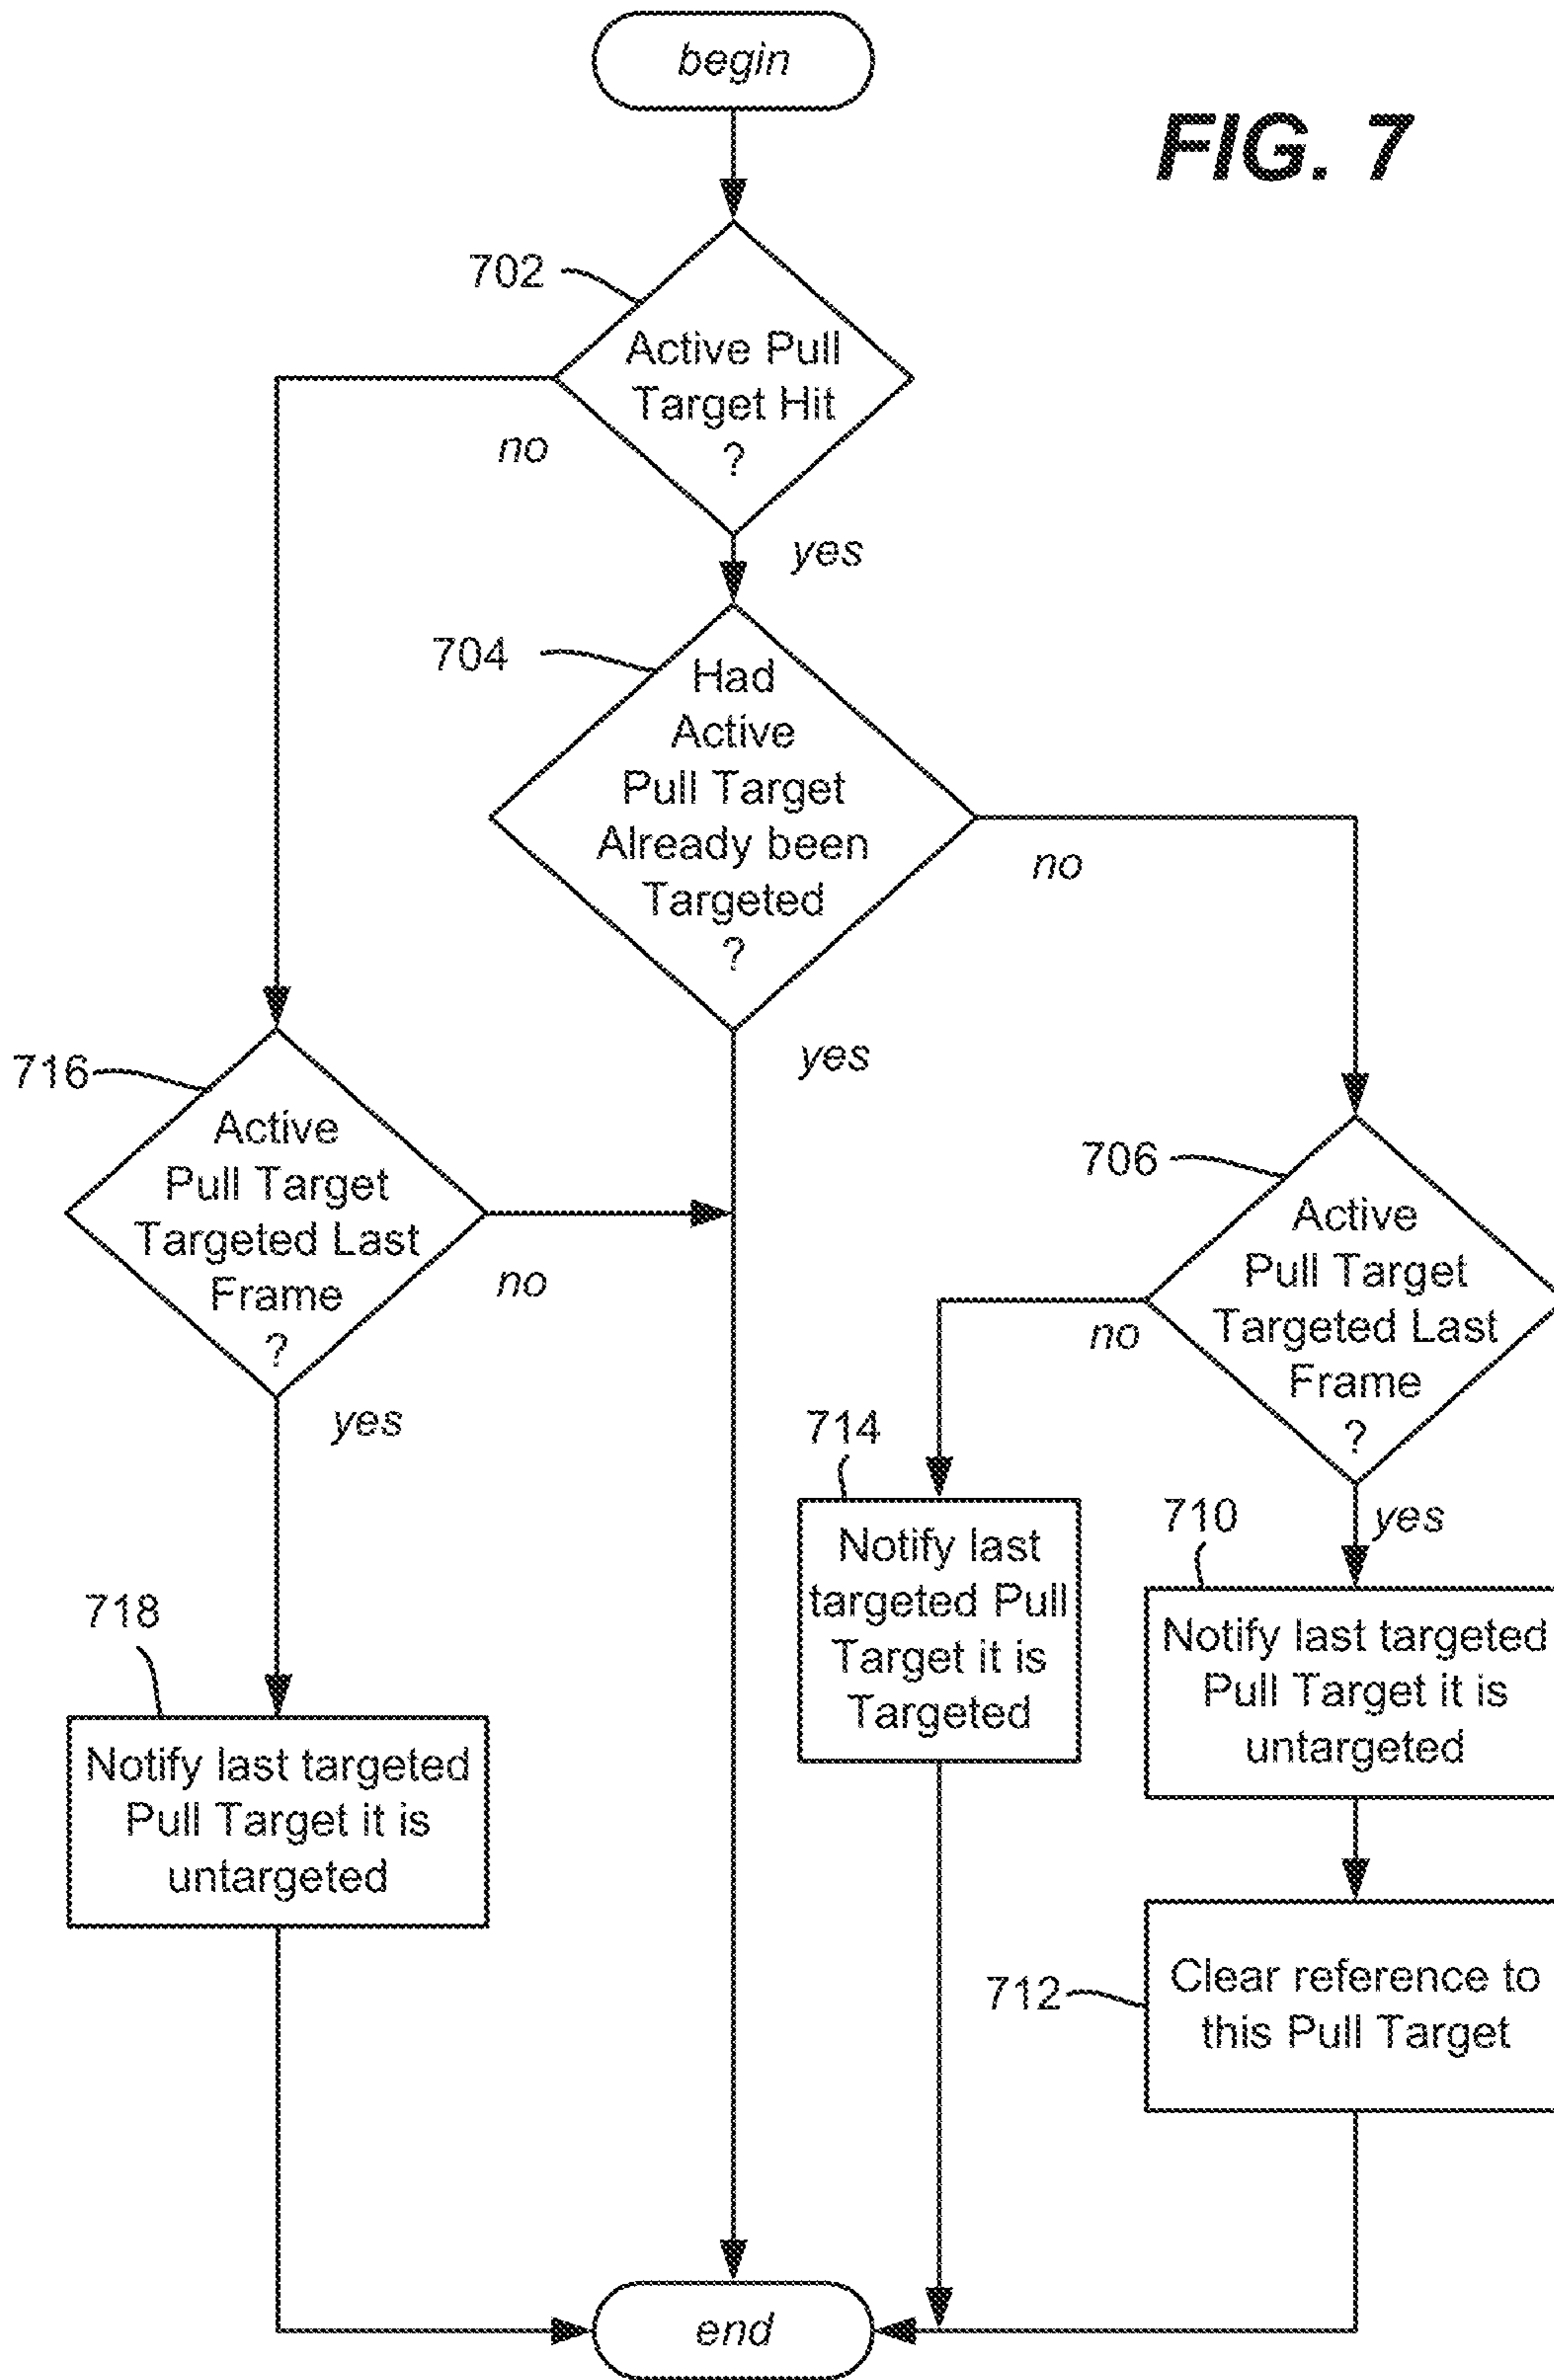 begin
FIG. 7
702
Active Pull
Target Hit
?
no
yes
704
Had
Active
Pull Target
Already been
Targeted
?
no
yes
716
Active
Pull Target
Targeted Last
Frame
?
no
yes
706
Active
Pull Target
Targeted Last
Frame
?
no
yes
714
Notify last
targeted Pull
Target it is
Targeted
710
Notify last targeted
Pull Target it is
untargeted
718
Notify last targeted
Pull Target it is
untargeted
712
Clear reference to
this Pull Target
end